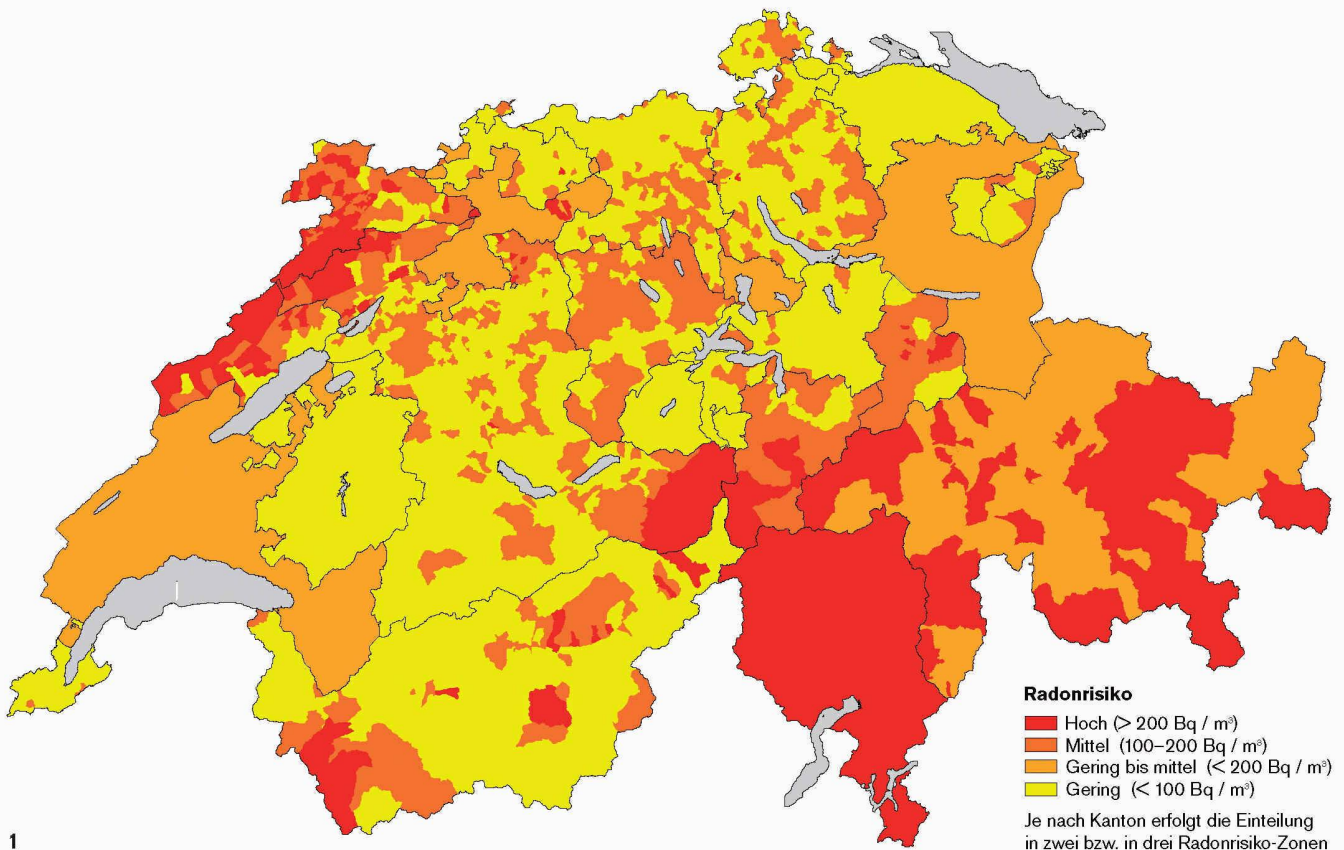 Radonrisiko
Hoch (> 200 Bq / m³)
Mittel (100–200 Bq / m³)
Gering bis mittel (< 200 Bq / m³)
Gering (< 100 Bq / m³)
Je nach Kanton erfolgt die Einteilung
in zwei bzw. in drei Radonrisiko-Zonen
1